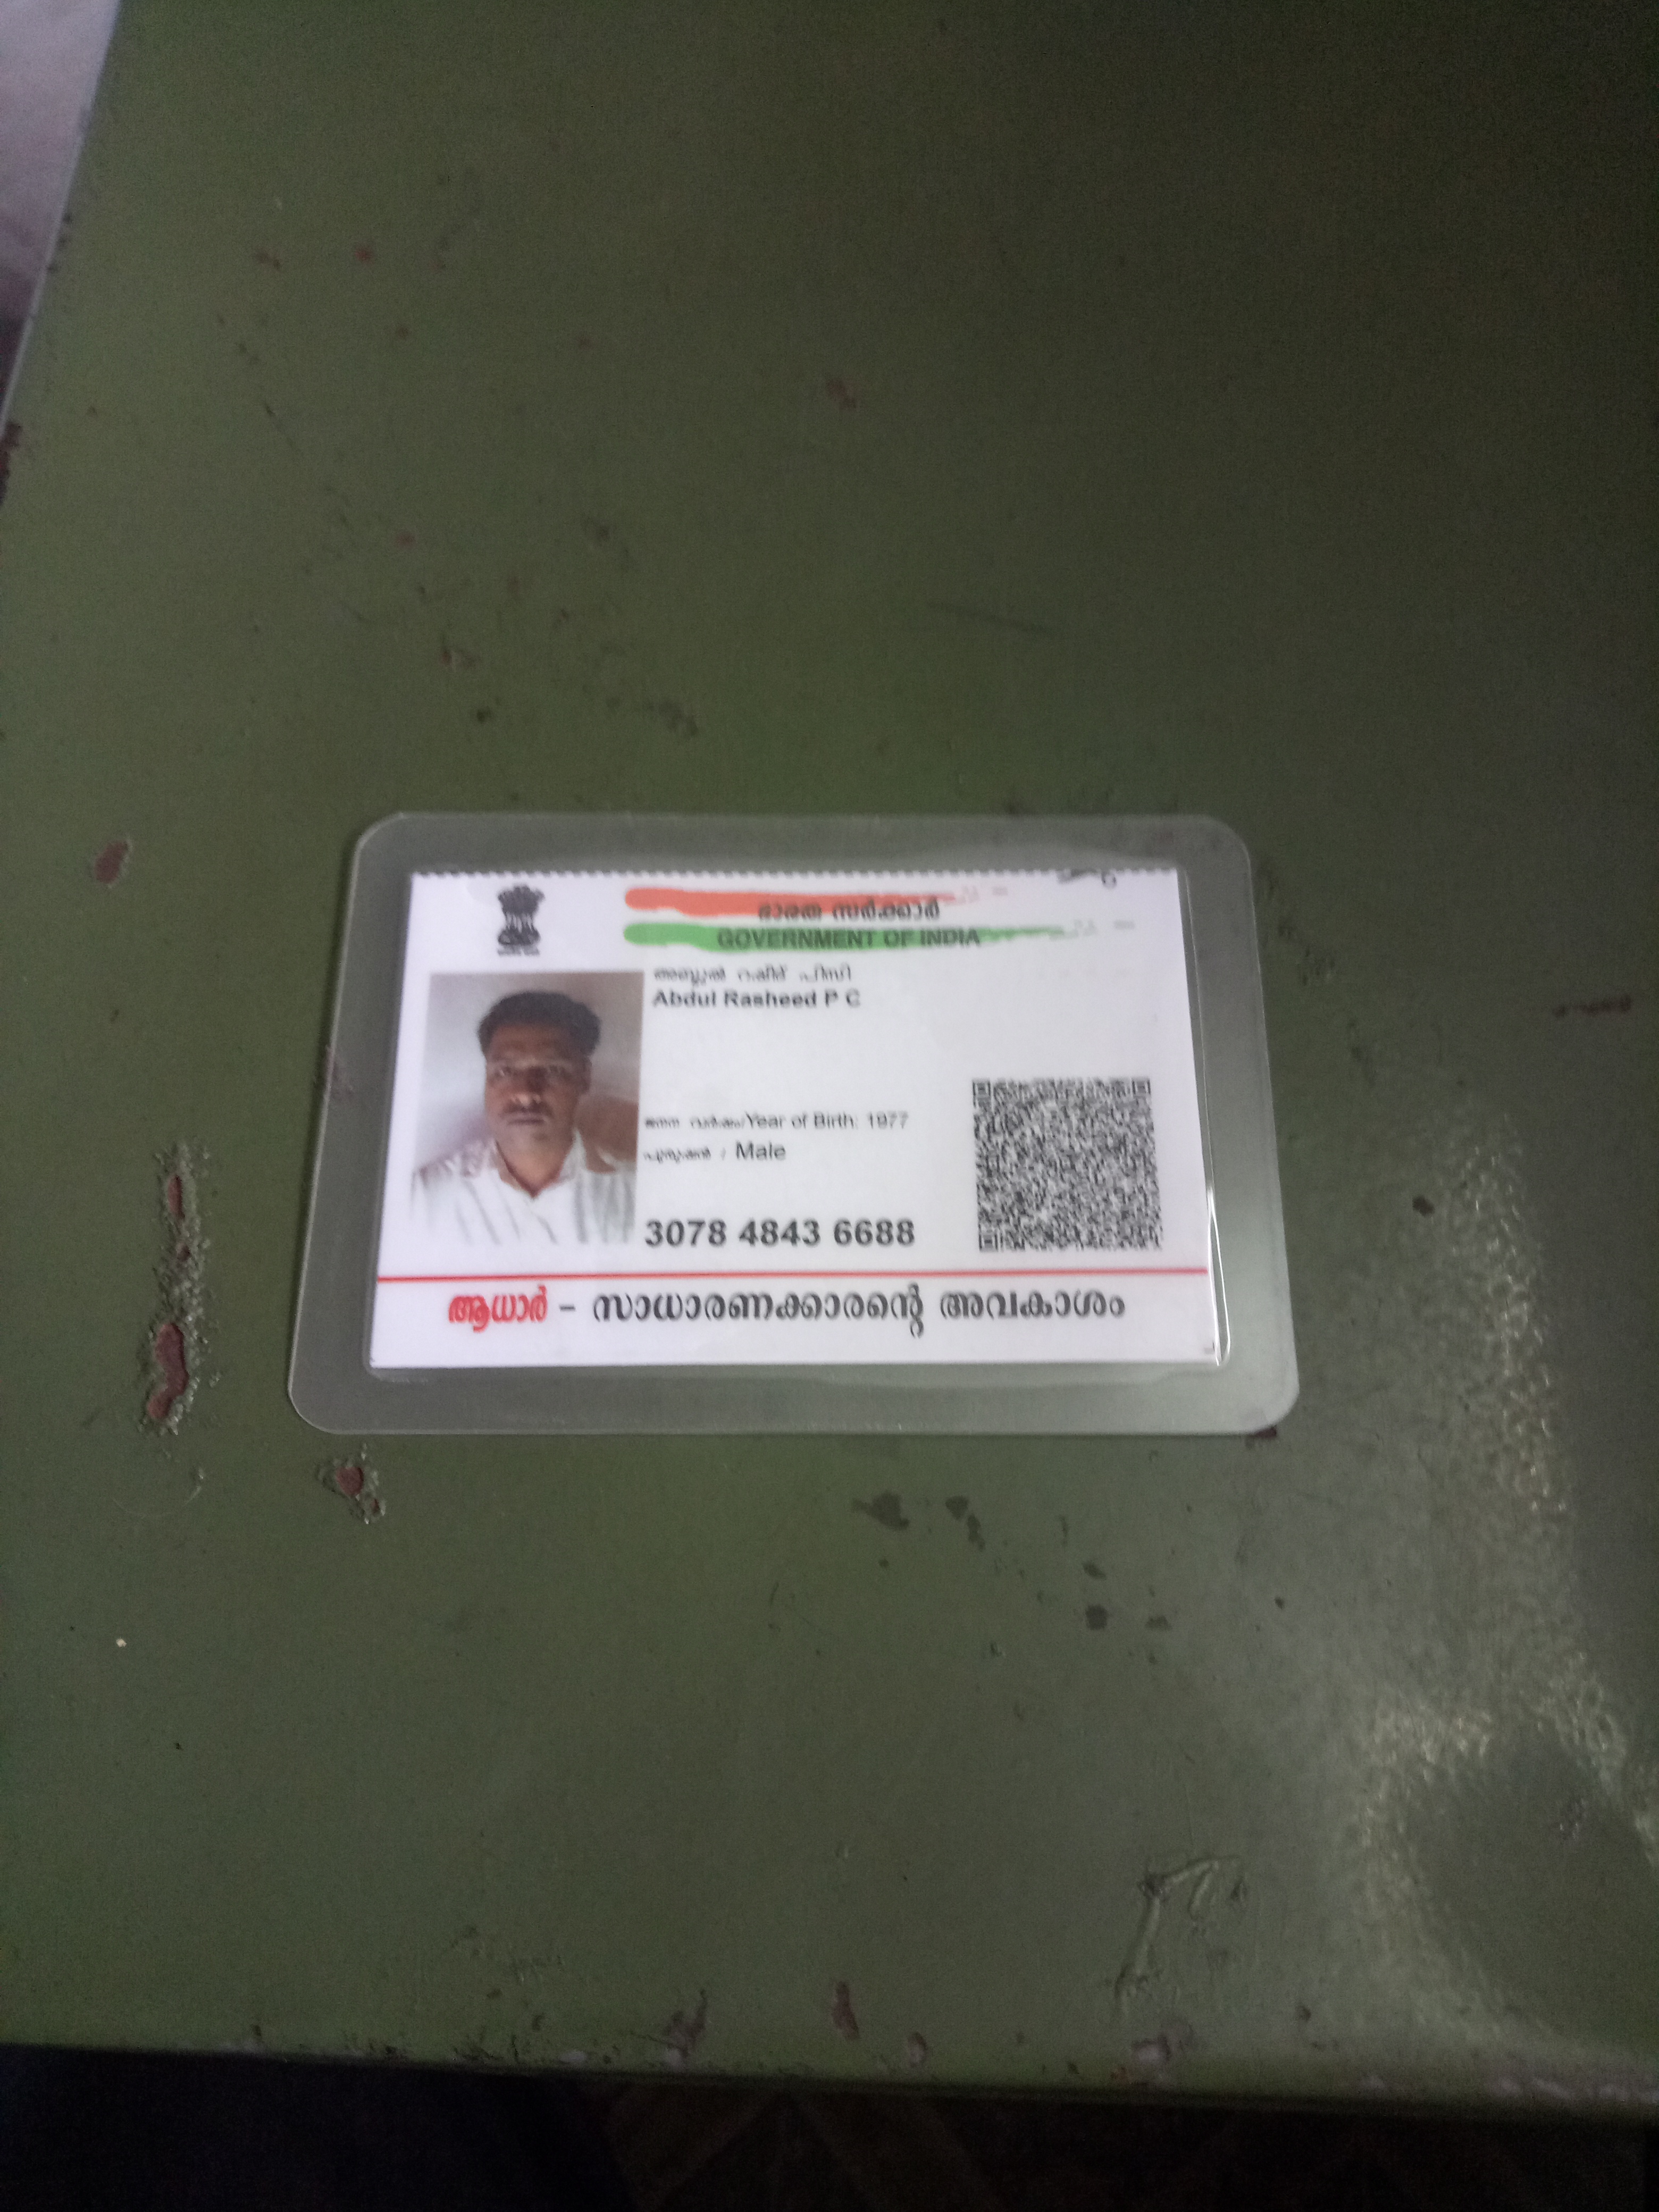 ഭാരത സർക്കാർ
GOVERNMENT OF INDIA
അബ്ദുൽ റഷീദ് പിസി
Abdul Rasheed P C
ജനന വർഷം/Year of Birth: 1977
പുരുഷൻ : Male
3078 4843 6688
ആധാർ – സാധാരണക്കാരന്റെ അവകാശം